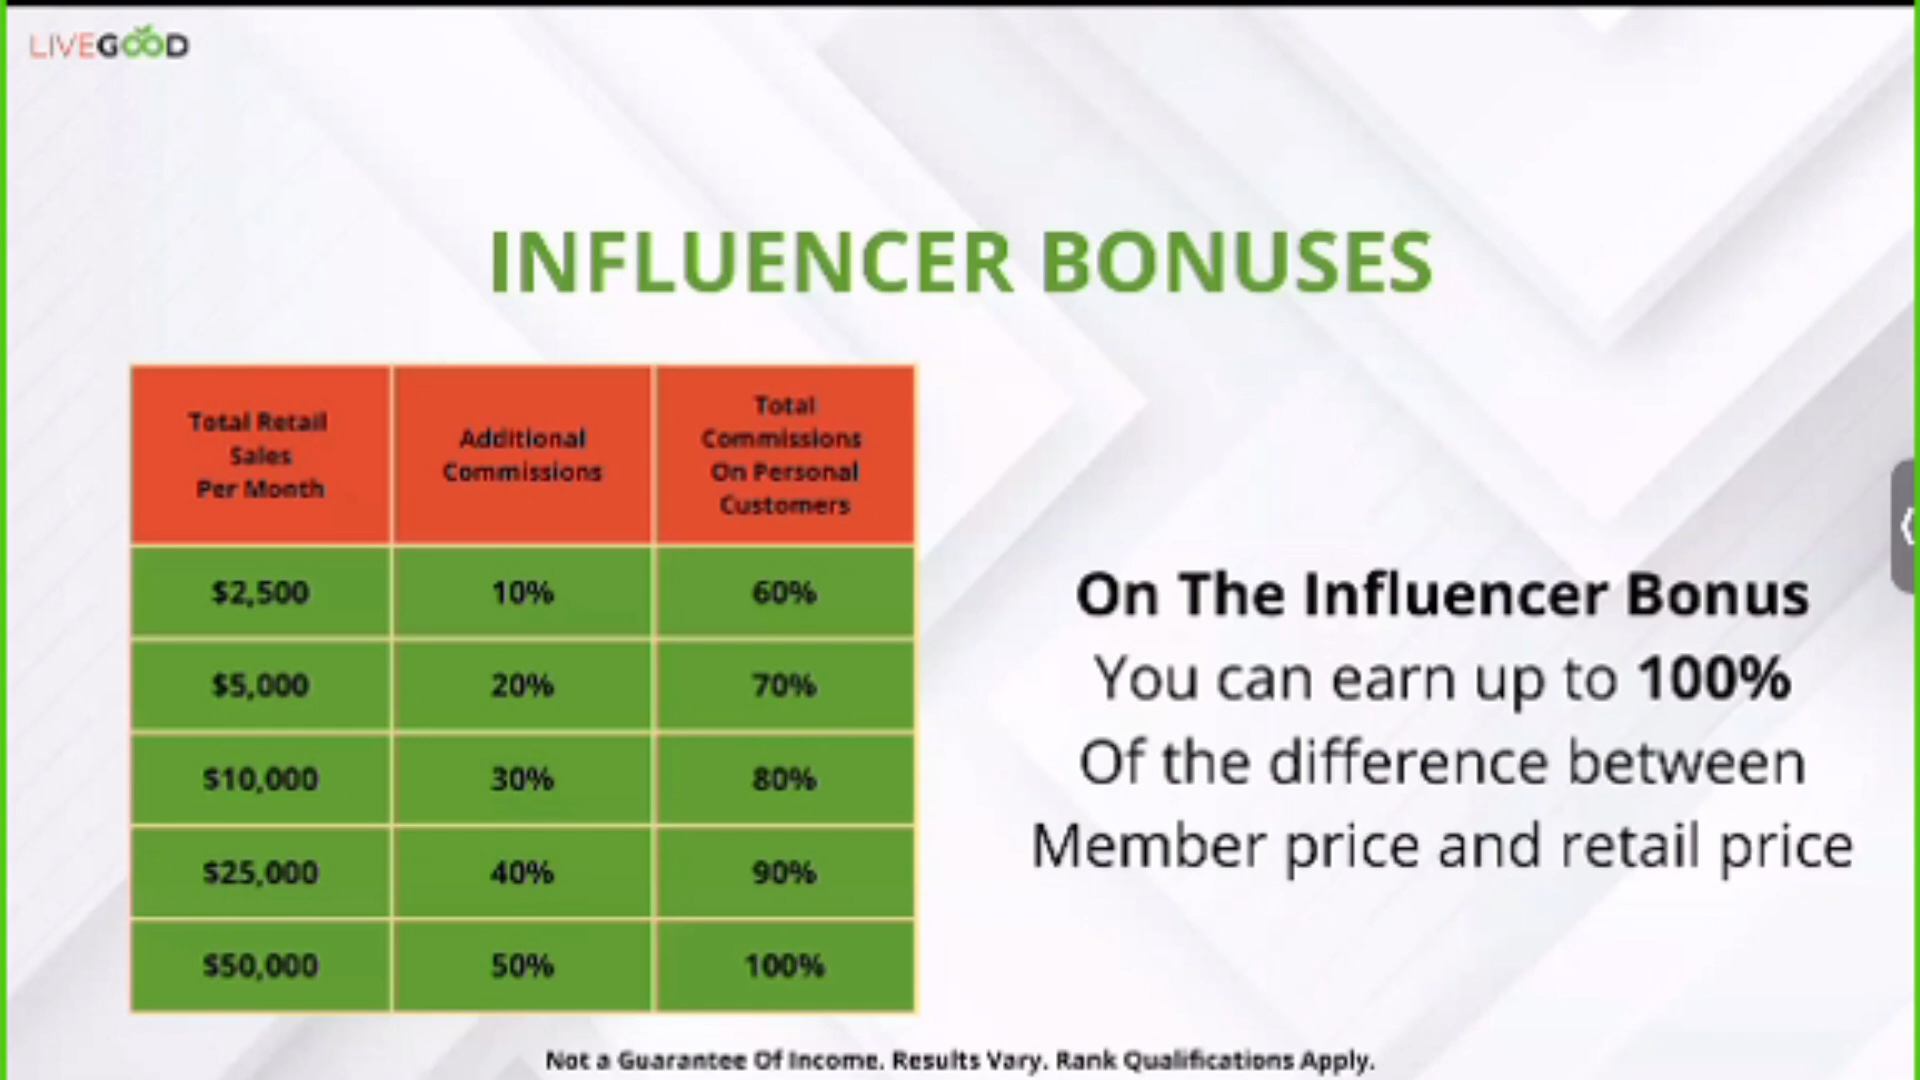 LIVEGOOD
INFLUENCER BONUSES
Total Retail
Sales
Per Month
Additional
Commissions
Total
Commissions
On Personal
Customers
$2,500 10% 60%
$5,000 20% 70%
$10,000 30% 80%
$25,000 40% 90%
$50,000 50% 100%
On The Influencer Bonus
You can earn up to 100%
Of the difference between
Member price and retail price
Not a Guarantee Of Income. Results Vary. Rank Qualifications Apply.